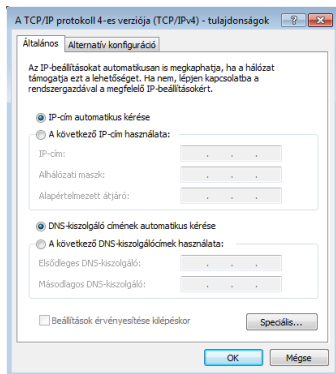 A TCP/IP protokoll 4-es verziója (TCP/IPv4) - tulajdonságok
Általános
Alternatív konfiguráció
Az IP-beállításokat automatikusan is megkaphatja, ha a hálózat
támogatja ezt a lehetőséget. Ha nem, lépjen kapcsolatba a
rendszergazdával a megfelelő IP-beállításokért.
IP-cím automatikus kérése
A következő IP-cím használata:
IP-cím:
Alhálózati maszk:
Alapértelmezett átjáró:
DNS-kiszolgáló címének automatikus kérése
A következő DNS-kiszolgálócímek használata:
Elsődleges DNS-kiszolgáló:
Másodlagos DNS-kiszolgáló:
Beállítások érvényesítése kilépéskor
Speciális...
OK
Mégse